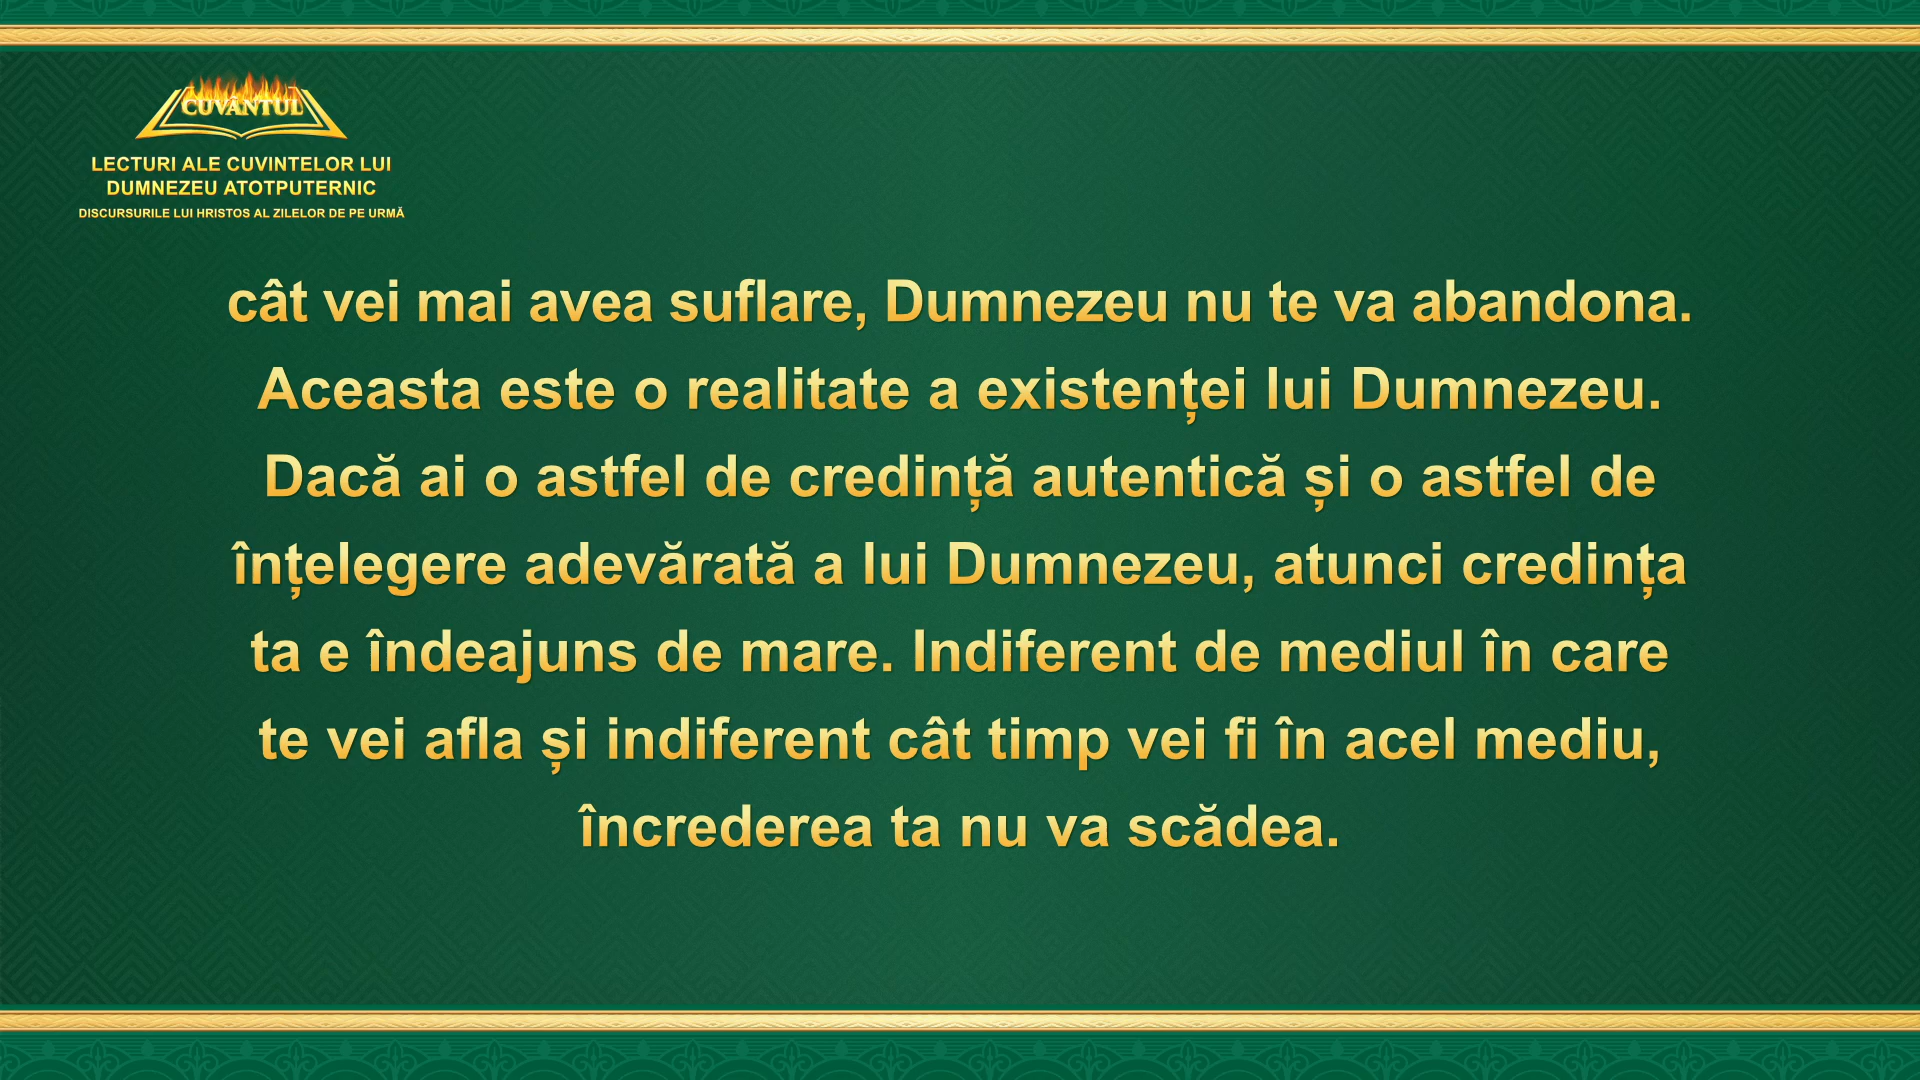 CUVÂNTUL
LECTURI ALE CUVINTELOR LUI
DUMNEZEU ATOTPUTERNIC
DISCURSURILE LUI HRISTOS AL ZILELOR DE PE URMĂ
cât vei mai avea suflare, Dumnezeu nu te va abandona.
Aceasta este o realitate a existenței lui Dumnezeu.
Dacă ai o astfel de credință autentică și o astfel de
înțelegere adevărată a lui Dumnezeu, atunci credința
ta e îndeajuns de mare. Indiferent de mediul în care
te vei afla și indiferent cât timp vei fi în acel mediu,
încrederea ta nu va scădea.